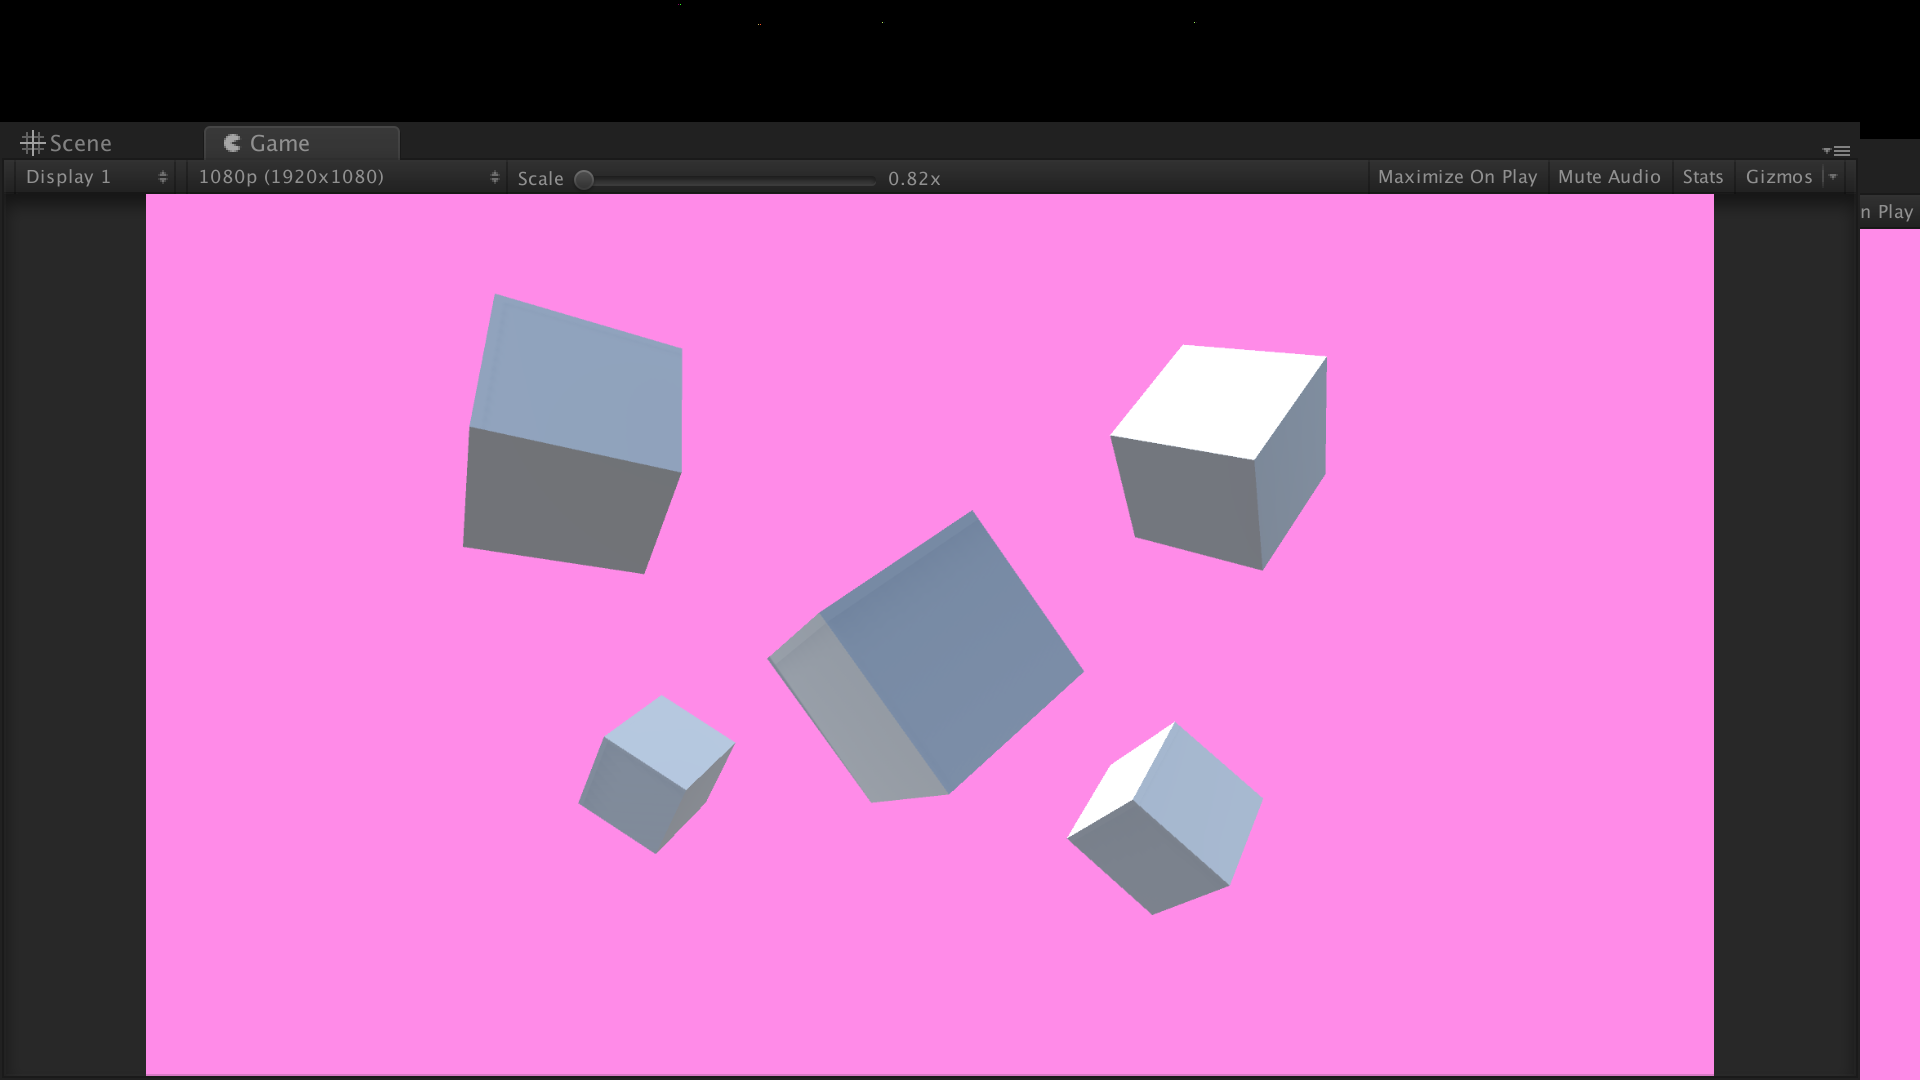 Scene Game
Display 1 1080p (1920x1080) Scale 0.82x Maximize On Play Mute Audio Stats Gizmos
n Play